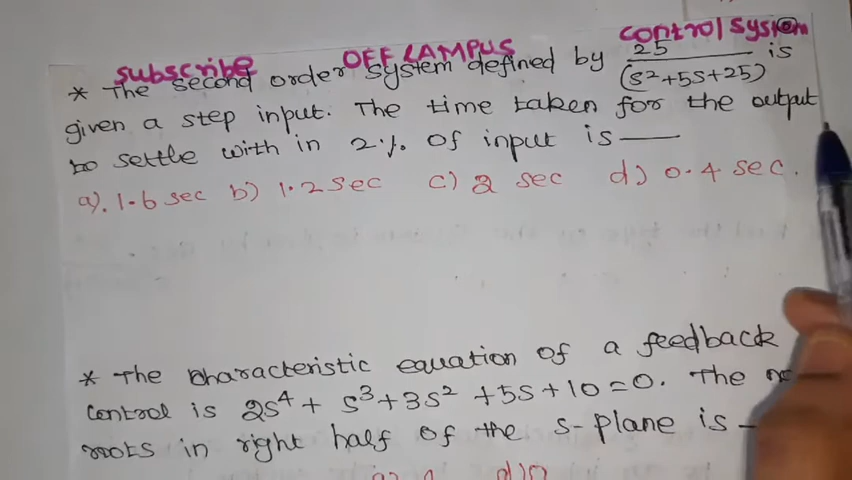 subscribe OFF CAMPUS control System
* The second order system defined by 25 / (s²+5s+25) is
given a step input. The time taken for the output
to settle with in 2% of input is ___
a). 1.6 sec b) 1.2 sec c) 2 sec d) 0.4 sec.
* The characteristic equation of a feedback
control is 2s⁴ + s³+3s² +5s+10=0. The
roots in right half of the s-plane is